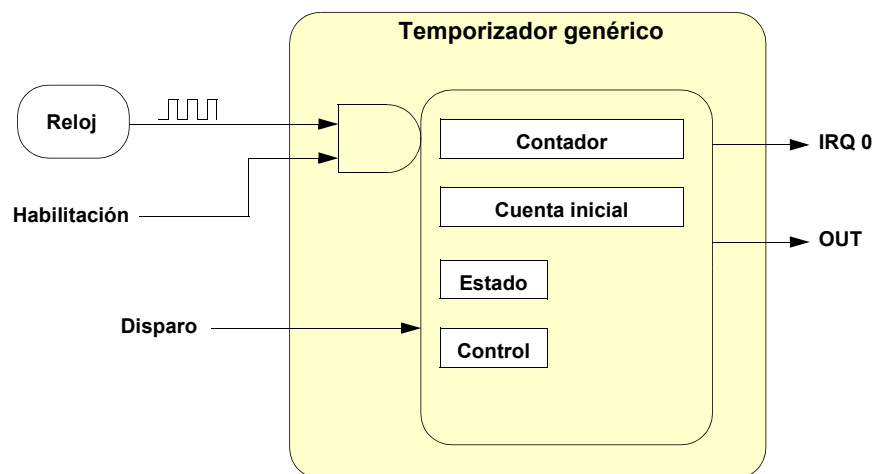 Temporizador genérico
Reloj
Contador
IRQ 0
Habilitación
Cuenta inicial
OUT
Estado
Disparo
Control